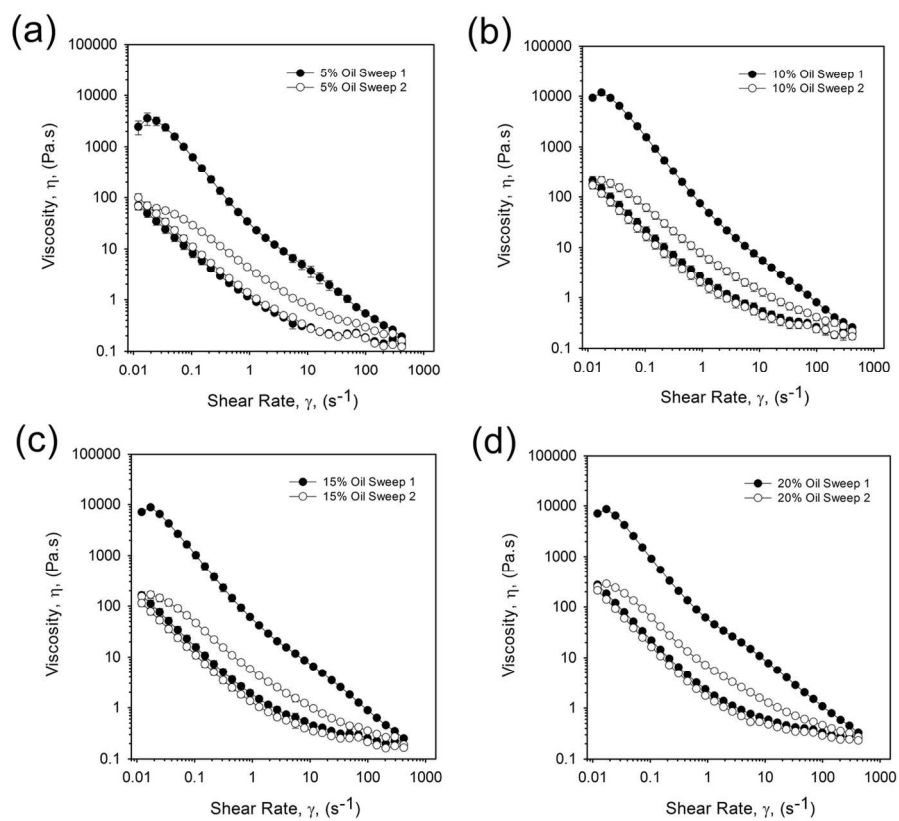 (a)
100000
10000
1000
100
10
1
0.1
Viscosity, η, (Pa.s)
5% Oil Sweep 1
5% Oil Sweep 2
0.01 0.1 1 10 100 1000
Shear Rate, γ, (s-1)
(b)
100000
10000
1000
100
10
1
0.1
Viscosity, η, (Pa.s)
10% Oil Sweep 1
10% Oil Sweep 2
0.01 0.1 1 10 100 1000
Shear Rate, γ, (s-1)
(c)
100000
10000
1000
100
10
1
0.1
Viscosity, η, (Pa.s)
15% Oil Sweep 1
15% Oil Sweep 2
0.01 0.1 1 10 100 1000
Shear Rate, γ, (s-1)
(d)
100000
10000
1000
100
10
1
0.1
Viscosity, η, (Pa.s)
20% Oil Sweep 1
20% Oil Sweep 2
0.01 0.1 1 10 100 1000
Shear Rate, γ, (s-1)